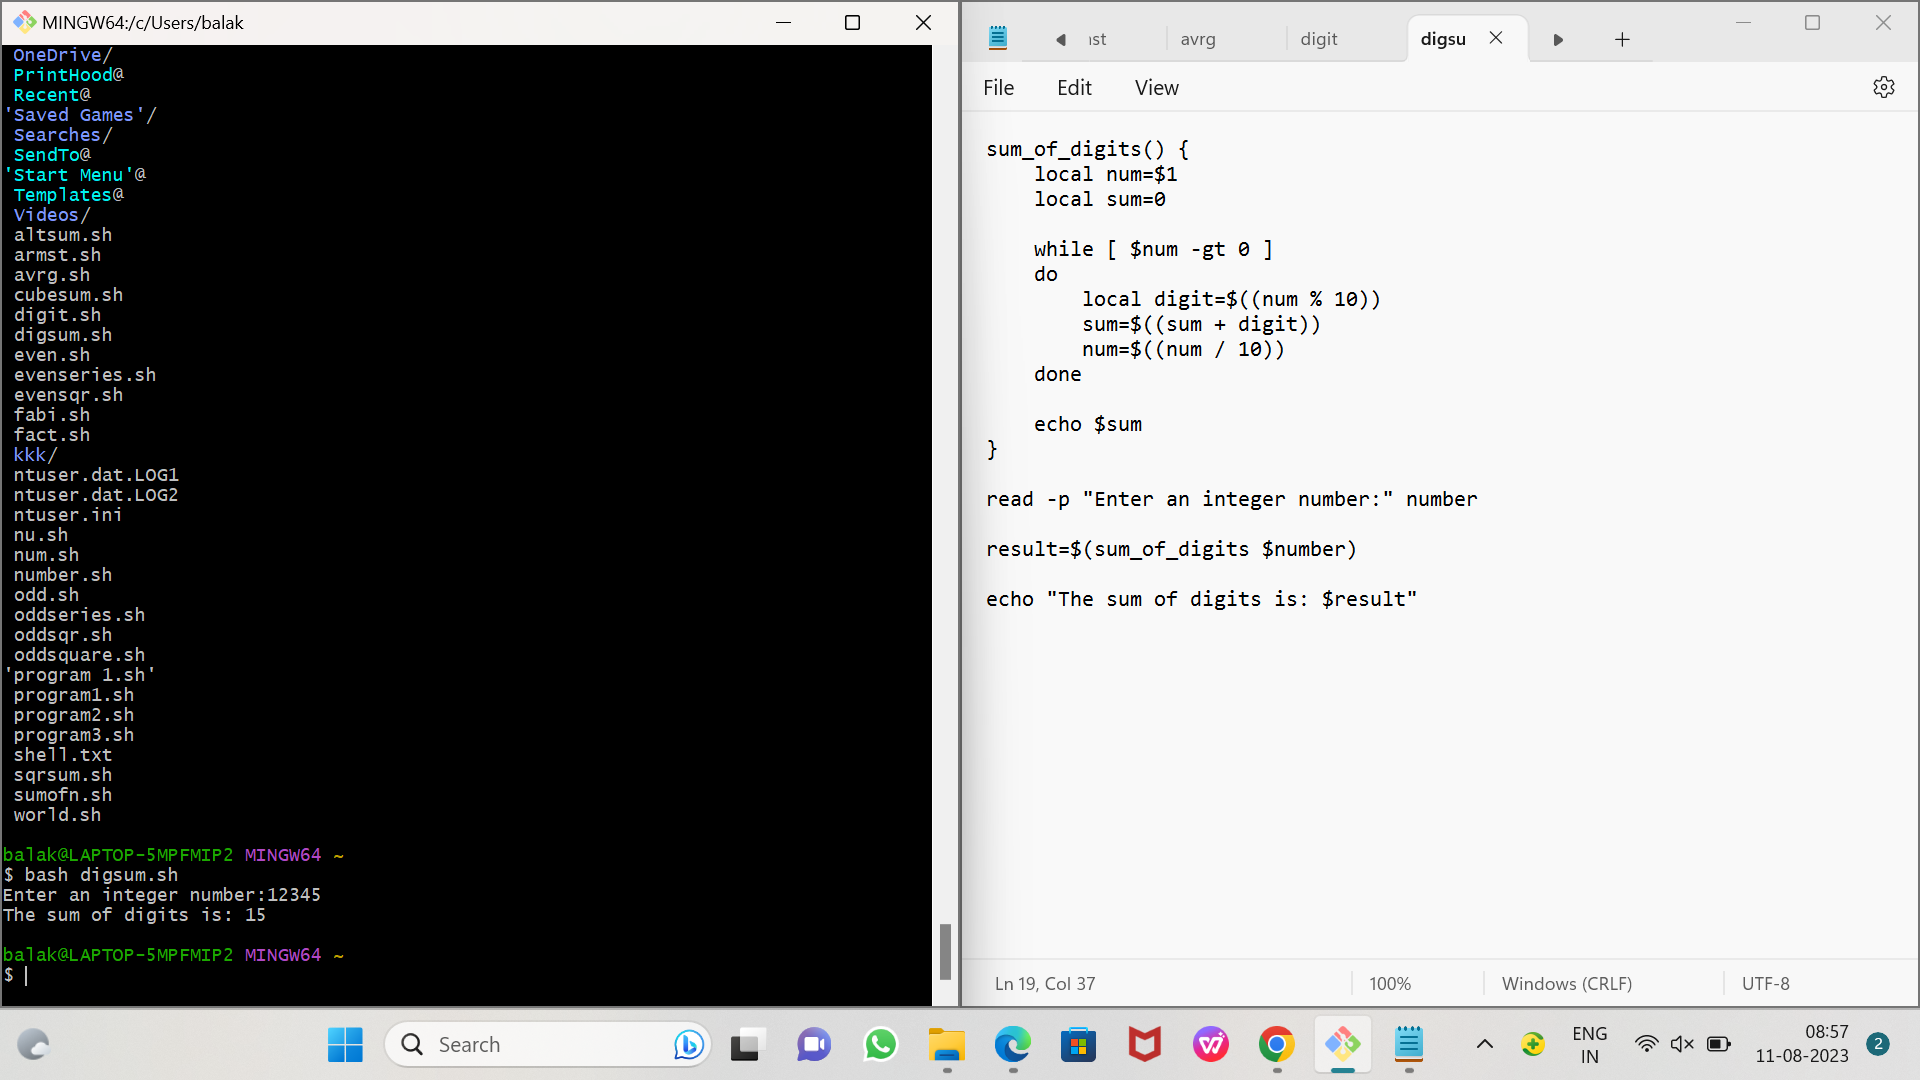 MINGW64:/c/Users/balak
OneDrive/
PrintHood@
Recent@
'Saved Games'/
Searches/
SendTo@
'Start Menu'@
Templates@
Videos/
altsum.sh
armst.sh
avrg.sh
cubesum.sh
digit.sh
digsum.sh
even.sh
evenseries.sh
evensqr.sh
fabi.sh
fact.sh
kkk/
ntuser.dat.LOG1
ntuser.dat.LOG2
ntuser.ini
nu.sh
num.sh
number.sh
odd.sh
oddseries.sh
oddsqr.sh
oddsquare.sh
'program 1.sh'
program1.sh
program2.sh
program3.sh
shell.txt
sqrsum.sh
sumofn.sh
world.sh
balak@LAPTOP-5MPFMIP2 MINGW64 ~
$ bash digsum.sh
Enter an integer number:12345
The sum of digits is: 15
balak@LAPTOP-5MPFMIP2 MINGW64 ~
$
avrg digit digsu
File Edit View
sum_of_digits() {
    local num=$1
    local sum=0
    while [ $num -gt 0 ]
    do
        local digit=$((num % 10))
        sum=$((sum + digit))
        num=$((num / 10))
    done
    echo $sum
}
read -p "Enter an integer number:" number
result=$(sum_of_digits $number)
echo "The sum of digits is: $result"
Ln 19, Col 37 100% Windows (CRLF) UTF-8
Search
ENG
IN
08:57
11-08-2023
2